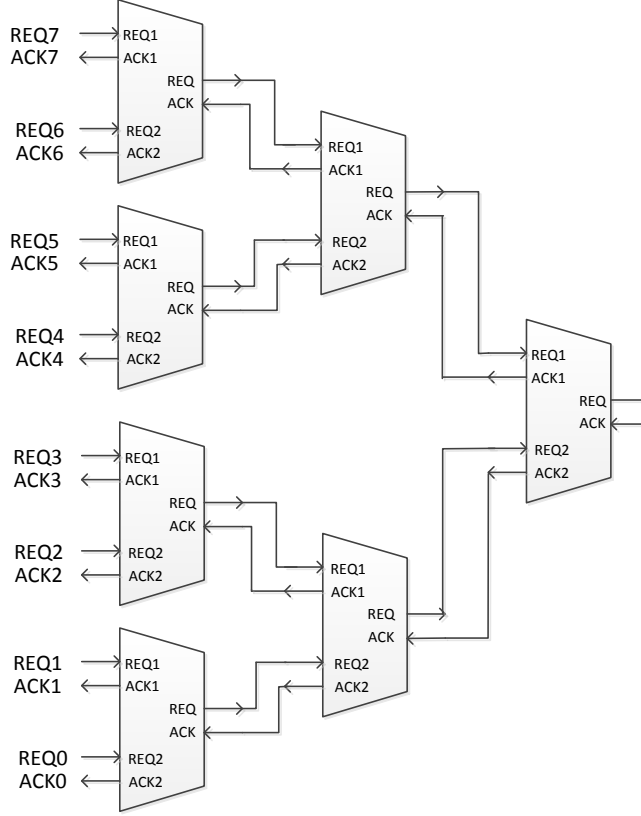 REQ7
ACK7
REQ1
ACK1
REQ
ACK
REQ6
ACK6
REQ2
ACK2
REQ5
ACK5
REQ1
ACK1
REQ
ACK
REQ4
ACK4
REQ2
ACK2
REQ1
ACK1
REQ
ACK
REQ2
ACK2
REQ3
ACK3
REQ1
ACK1
REQ
ACK
REQ2
ACK2
REQ2
ACK2
REQ1
ACK1
REQ1
ACK1
REQ
ACK
REQ0
ACK0
REQ2
ACK2
REQ1
ACK1
REQ
ACK
REQ2
ACK2
REQ1
ACK1
REQ
ACK
REQ2
ACK2